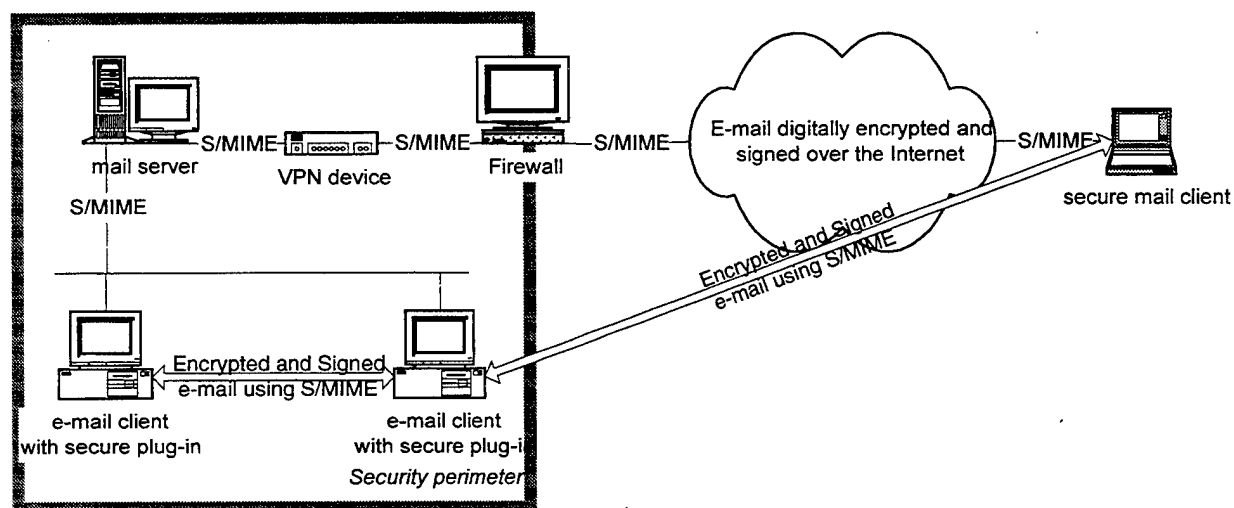 S/MIME
S/MIME
S/MIME
S/MIME
E-mail digitally encrypted and
signed over the Internet
mail server
VPN device
Firewall
secure mail client
S/MIME
Encrypted and Signed
e-mail using S/MIME
Encrypted and Signed
e-mail using S/MIME
e-mail client
with secure plug-in
e-mail client
with secure plug-i
Security perimeter